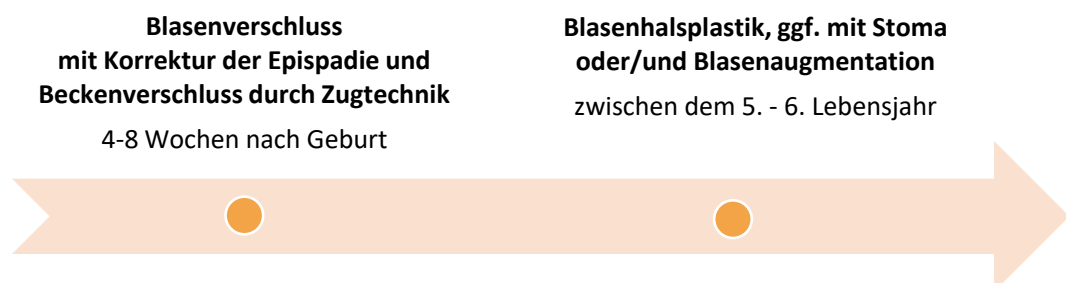 Blasenverschluss
mit Korrektur der Epispadie und
Beckenverschluss durch Zugtechnik
4-8 Wochen nach Geburt
Blasenhalsplastik, ggf. mit Stoma
oder/und Blasenaugmentation
zwischen dem 5. - 6. Lebensjahr